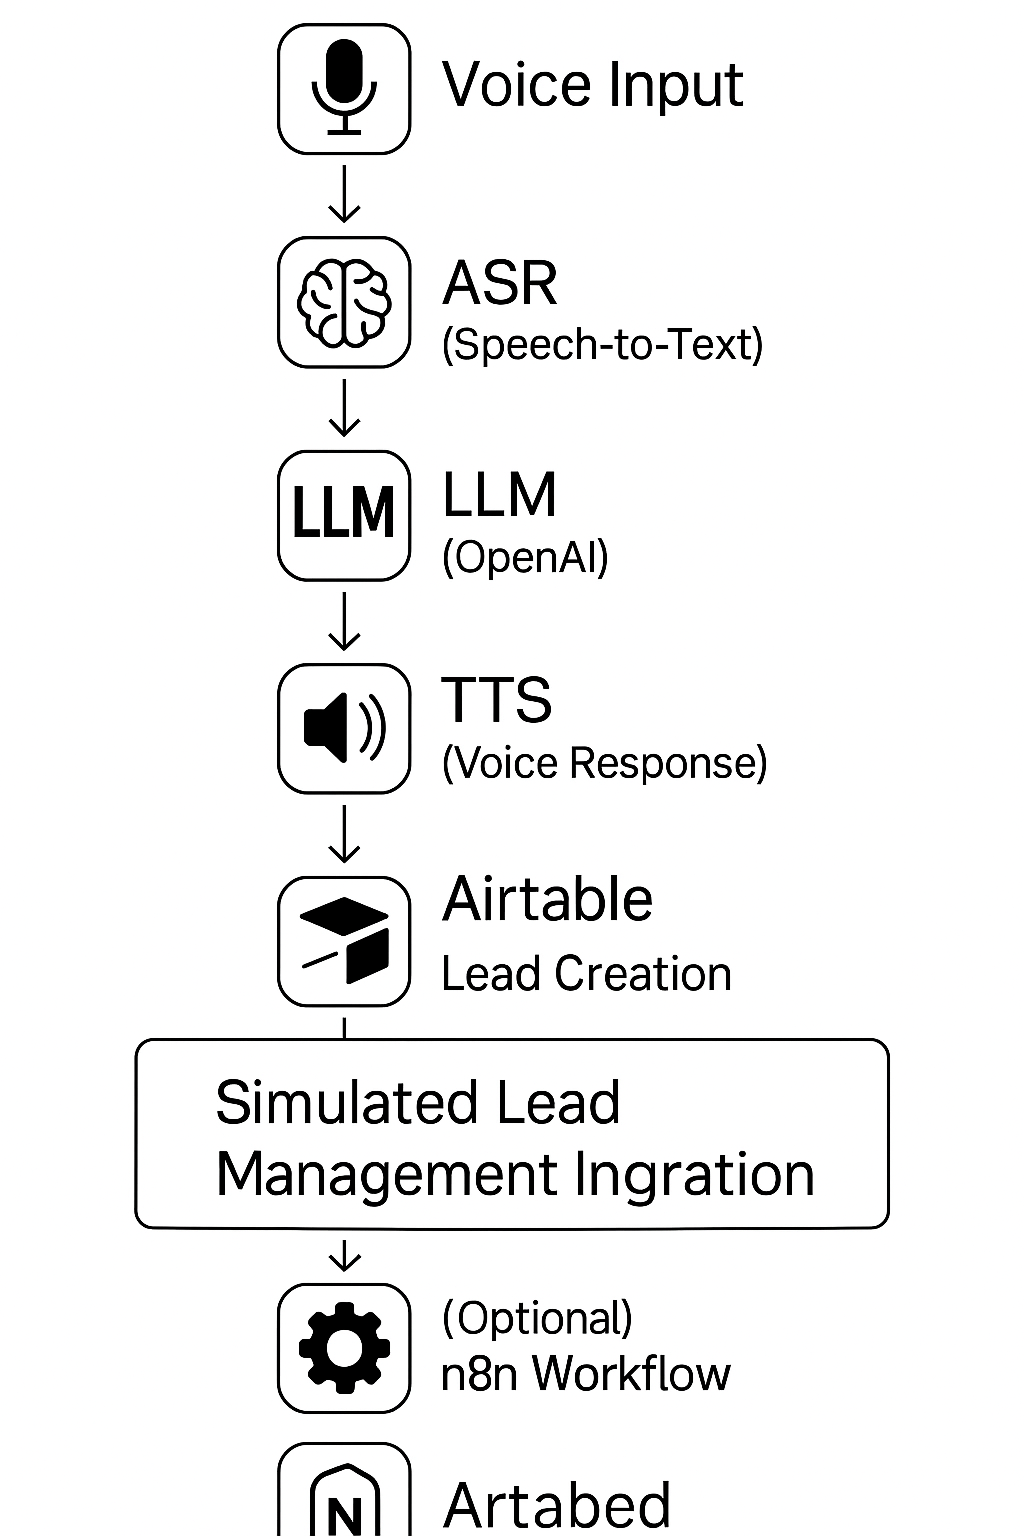 Voice Input
ASR
(Speech-to-Text)
LLM
LLM
(OpenAI)
TTS
(Voice Response)
Airtable
Lead Creation
Simulated Lead
Management Ingration
(Optional)
n8n Workflow
N
Artabed